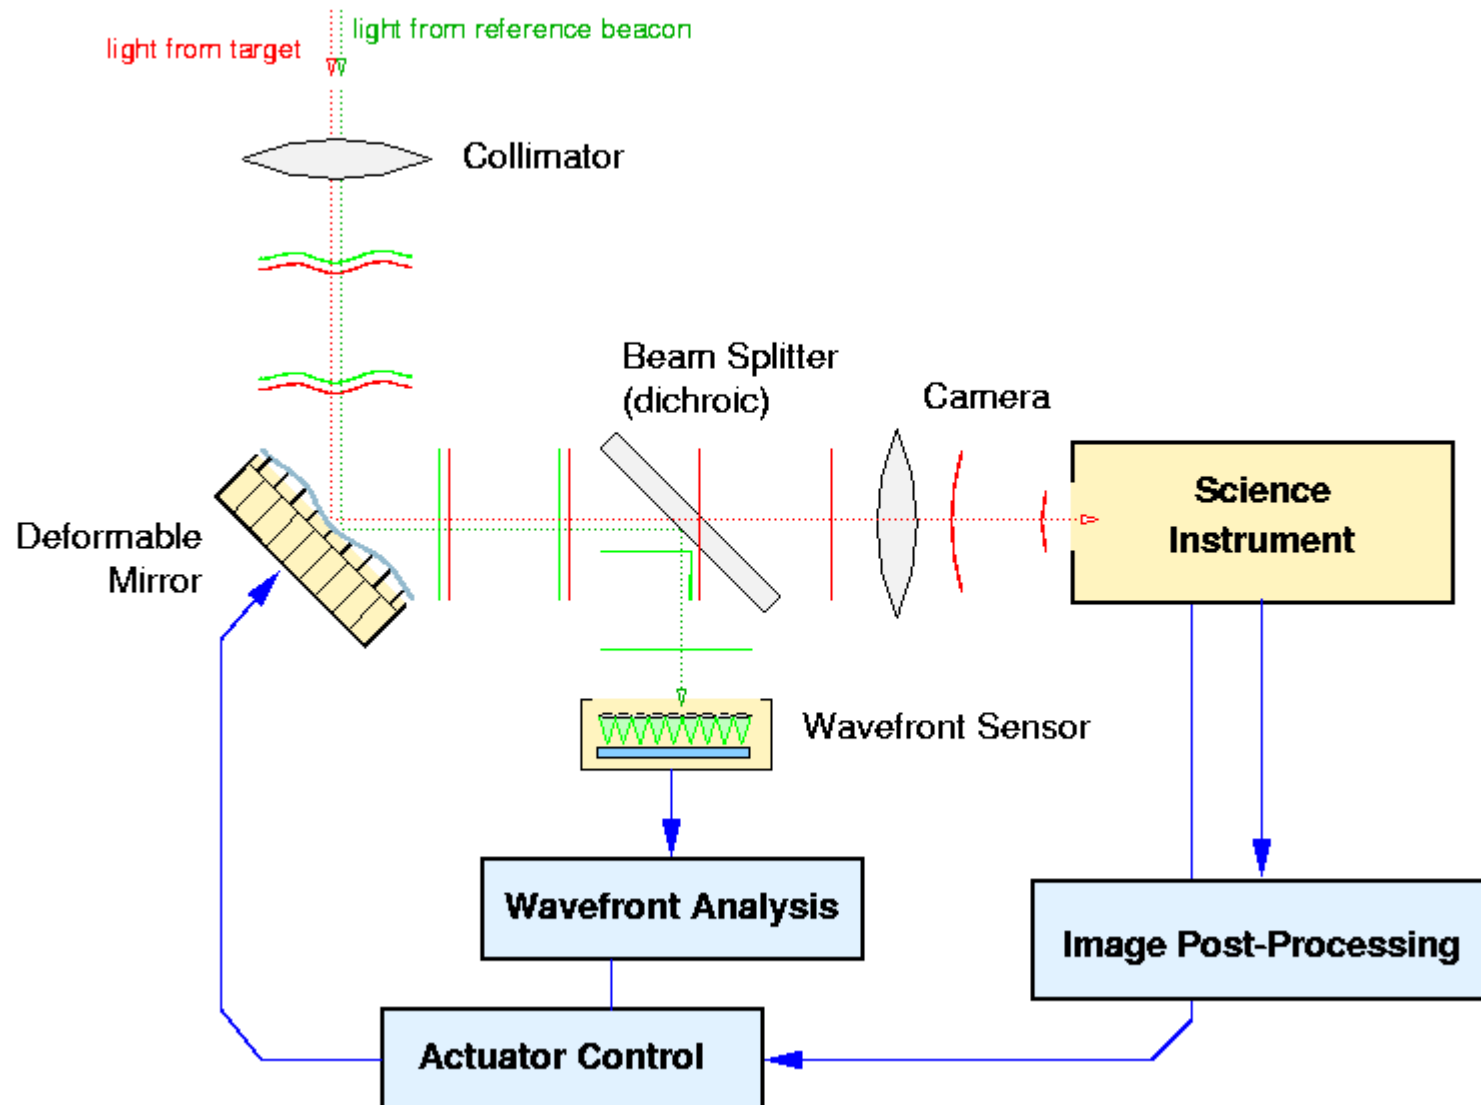 light from reference beacon
light from target
Collimator
Beam Splitter
(dichroic)
Camera
Science
Instrument
Deformable
Mirror
Wavefront Sensor
Wavefront Analysis
Image Post-Processing
Actuator Control